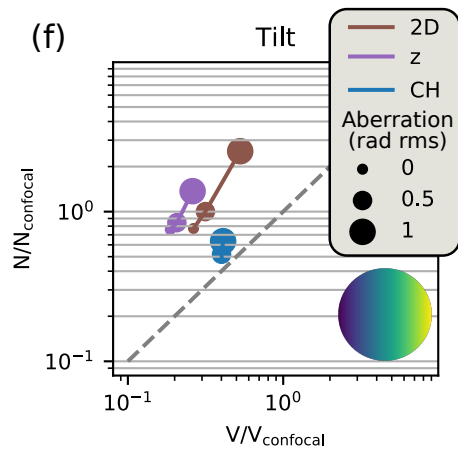 (f)
Tilt
2D
z
CH
Aberration
(rad rms)
0
0.5
1
N/N_confocal
10^0
10^-1
10^-1
10^0
V/V_confocal